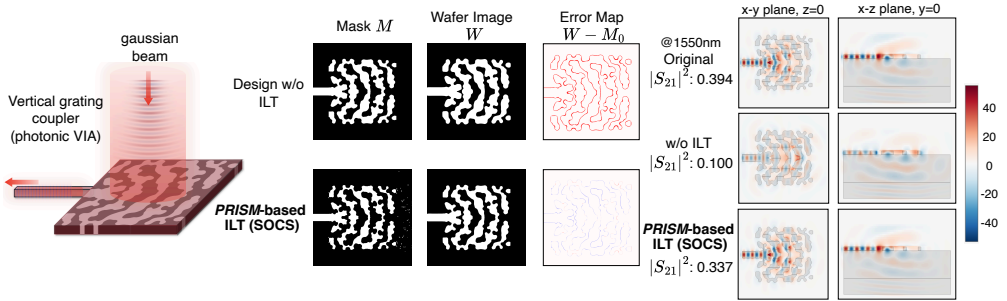 gaussian
beam
Vertical grating
coupler
(photonic VIA)
Mask M
Wafer Image
W
Error Map
W − M₀
Design w/o
ILT
PRISM-based
ILT (SOCS)
x-y plane, z=0
x-z plane, y=0
@1550nm
Original
|S₂₁|²: 0.394
w/o ILT
|S₂₁|²: 0.100
PRISM-based
ILT (SOCS)
|S₂₁|²: 0.337
40
20
0
−20
−40